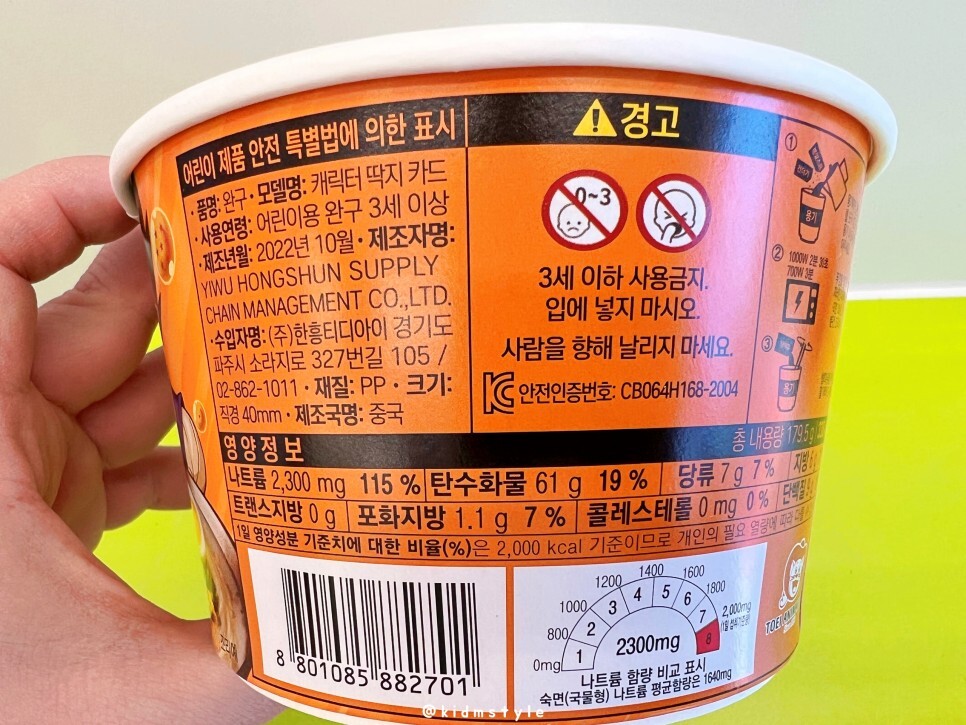 어린이 제품 안전 특별법에 의한 표시
· 품명: 완구 · 모델명: 캐릭터 딱지 카드
· 사용연령: 어린이용 완구 3세 이상
· 제조년월: 2022년 10월 · 제조자명:
YIWU HONGSHUN SUPPLY
CHAIN MANAGEMENT CO.,LTD.
· 수입자명: (주)한흥티디아이 경기도
파주시 소라지로 327번길 105 /
02-862-1011 · 재질: PP · 크기:
직경 40mm · 제조국명: 중국
경고
0~3
3세 이하 사용금지.
입에 넣지 마시오.
사람을 향해 날리지 마세요.
안전인증번호: CB064H168-2004
①
용기
②
1000W 2분 30초
700W 3분
③
용기
영양정보
총 내용량 179.5 g
나트륨 2,300 mg 115 % 탄수화물 61 g 19 % 당류 7 g 7 % 지방
트랜스지방 0 g 포화지방 1.1 g 7 % 콜레스테롤 0 mg 0 % 단백질
1일 영양성분 기준치에 대한 비율(%)은 2,000 kcal 기준이므로 개인의 필요 열량에 따라
8 801085 882701
0mg 800 1000 1200 1400 1600 1800 2,000mg
1 2 3 4 5 6 7 8
2300mg
나트륨 함량 비교 표시
숙면(국물형) 나트륨 평균함량은 1640mg
TOEI ANIM
@kidmstyle